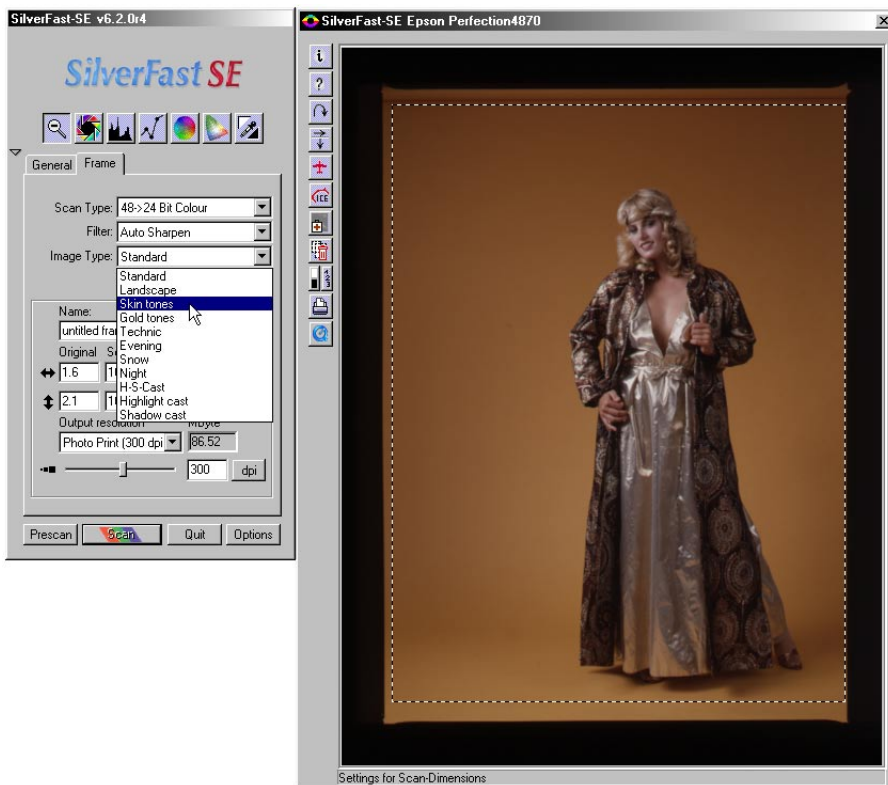 SilverFast-SE v6.2.0r4
SilverFast SE
General Frame
Scan Type: 48->24 Bit Colour
Filter: Auto Sharpen
Image Type: Standard
Standard
Landscape
Skin tones
Gold tones
Technic
Evening
Snow
Night
H-S-Cast
Highlight cast
Shadow cast
Name:
untitled fra
Original
1.6
2.1
Output resolution MByte
Photo Print (300 dpi 86.52
300 dpi
Prescan Scan Quit Options
SilverFast-SE Epson Perfection4870
i
?
ICE
Settings for Scan-Dimensions